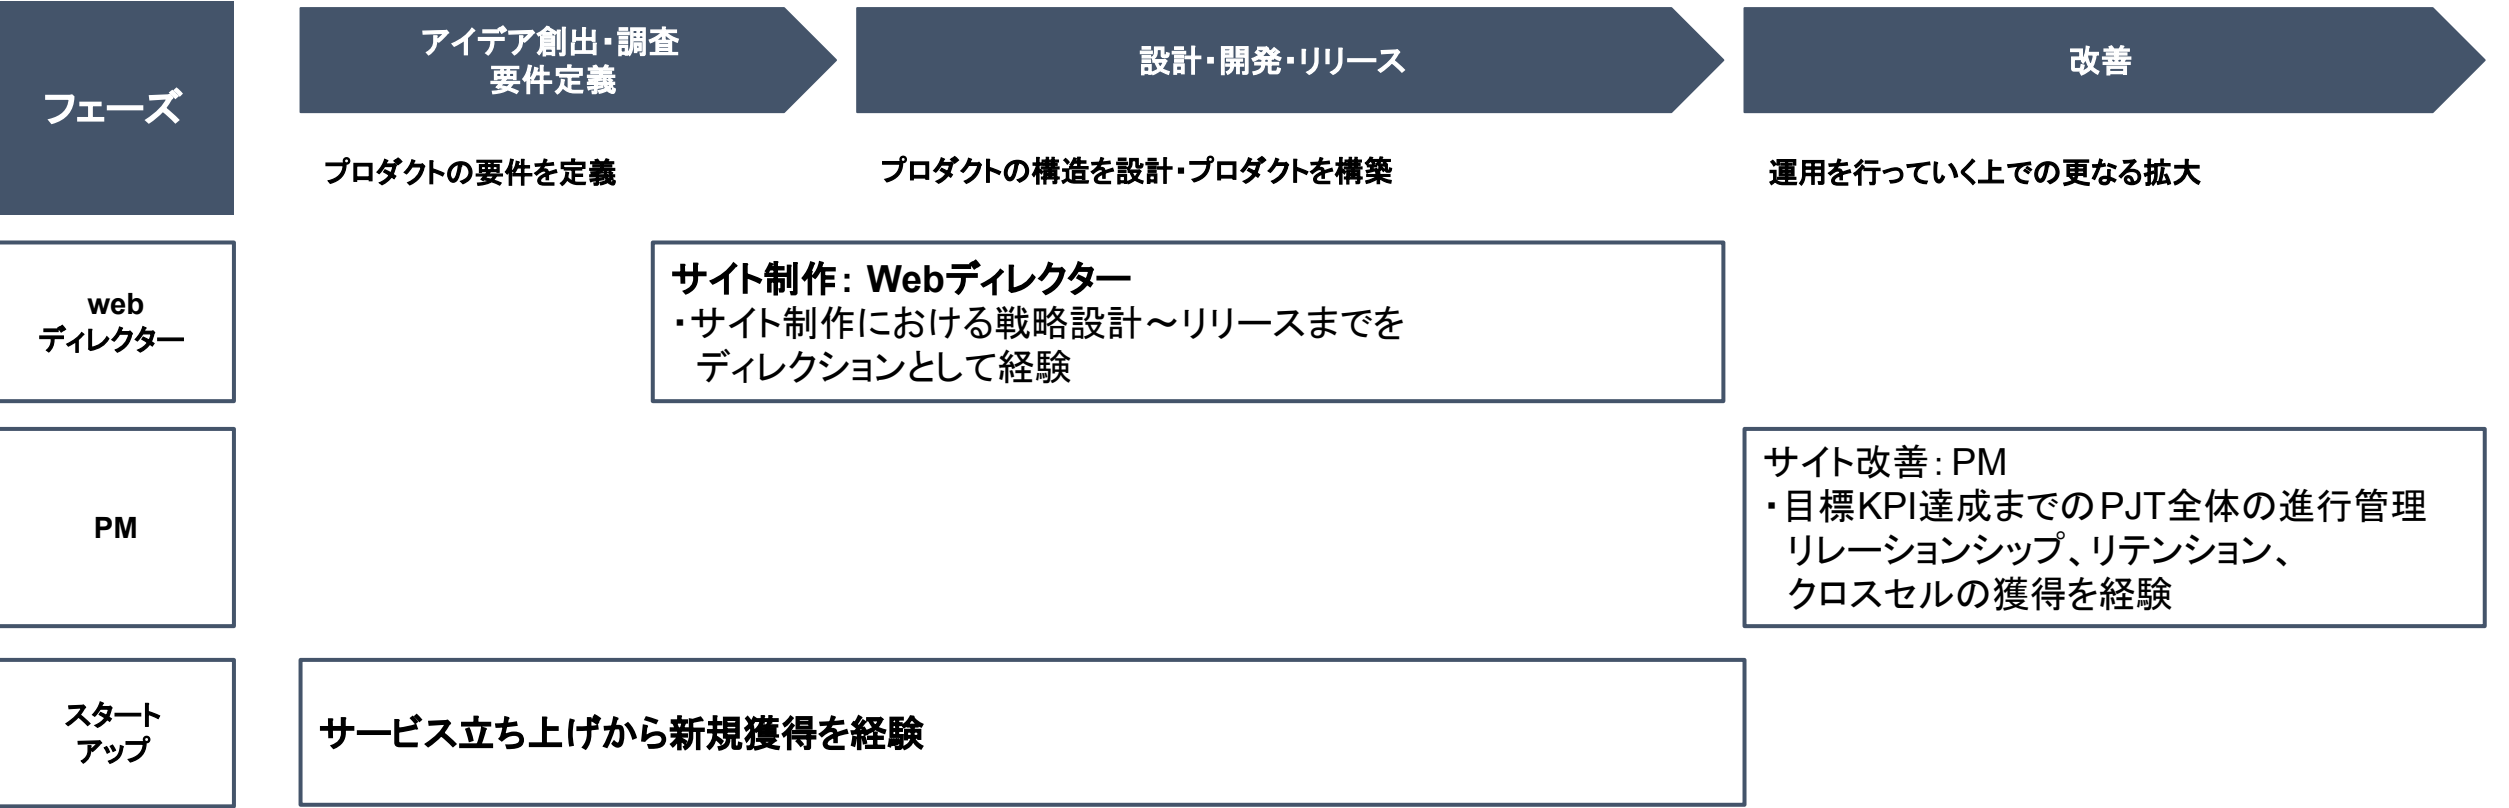 フェーズ
アイデア創出・調査
要件定義
設計・開発・リリース
改善
プロダクトの要件を定義
プロダクトの構造を設計・プロダクトを構築
運用を行っていく上での更なる拡大
web
ディレクター
サイト制作：Webディレクター
・サイト制作における戦略設計～リリースまでを
ディレクションとして経験
PM
サイト改善：PM
・目標KPI達成までのPJT全体の進行管理
リレーションシップ、リテンション、
クロスセルの獲得を経験
スタート
アップ
サービス立ち上げから新規獲得を経験